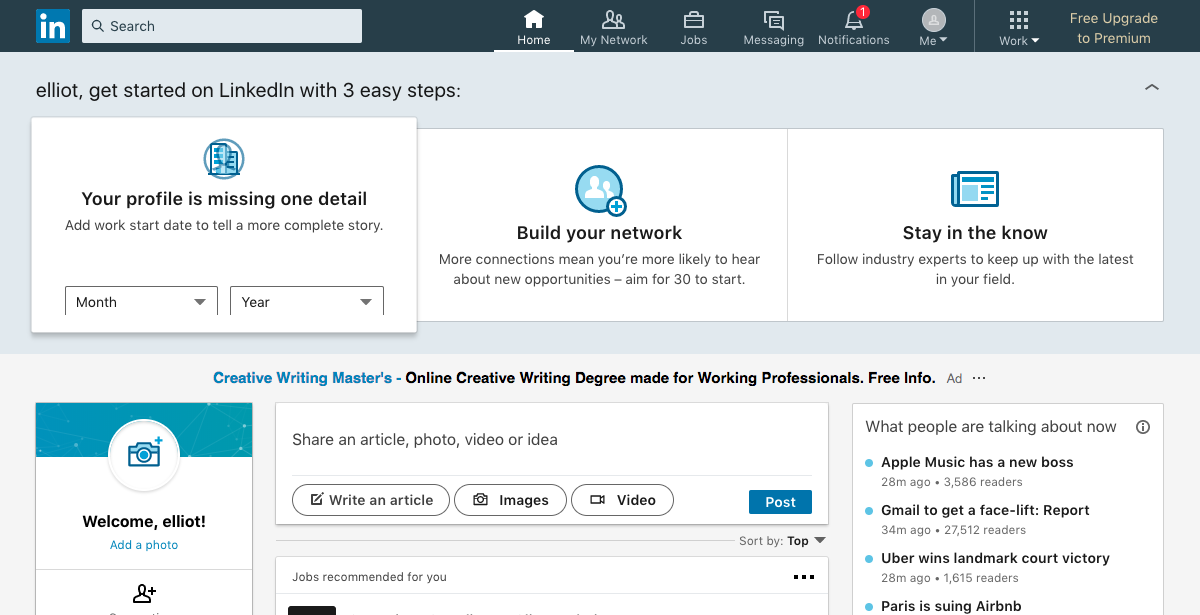 in
Search
Home
My Network
Jobs
Messaging
1
Notifications
Me
Work
Free Upgrade
to Premium
elliot, get started on LinkedIn with 3 easy steps:
Your profile is missing one detail
Add work start date to tell a more complete story.
Month
Year
Build your network
More connections mean you're more likely to hear
about new opportunities – aim for 30 to start.
Stay in the know
Follow industry experts to keep up with the latest
in your field.
Creative Writing Master's - Online Creative Writing Degree made for Working Professionals. Free Info. Ad ...
Welcome, elliot!
Add a photo
Share an article, photo, video or idea
Write an article
Images
Video
Post
Sort by: Top
Jobs recommended for you
What people are talking about now
Apple Music has a new boss
28m ago • 3,586 readers
Gmail to get a face-lift: Report
34m ago • 27,512 readers
Uber wins landmark court victory
28m ago • 1,615 readers
Paris is suing Airbnb